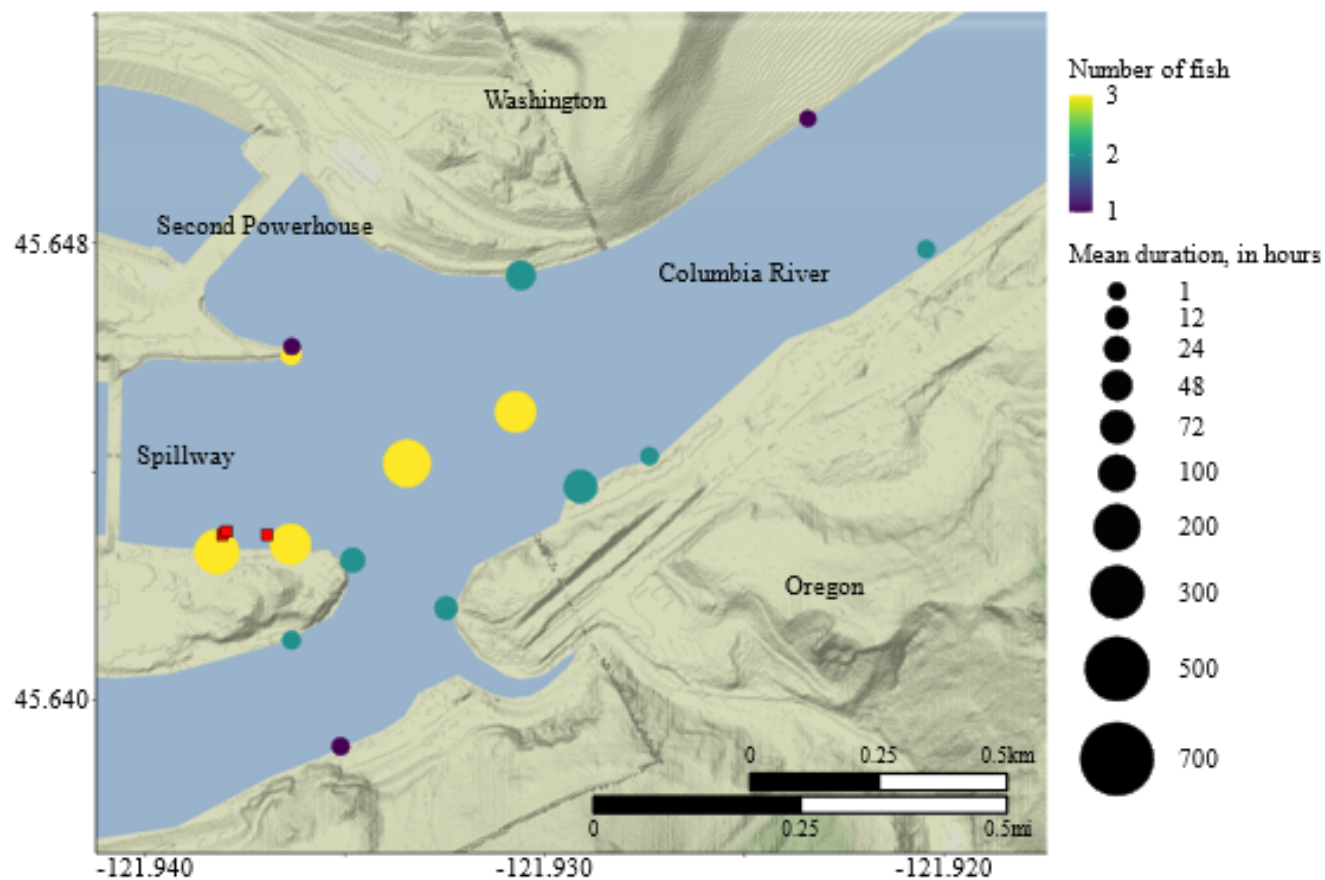 Washington
Second Powerhouse
Columbia River
Spillway
Oregon
45.648
45.640
-121.940
-121.930
-121.920
0 0.25 0.5km
0 0.25 0.5mi
Number of fish
3
2
1
Mean duration, in hours
1
12
24
48
72
100
200
300
500
700